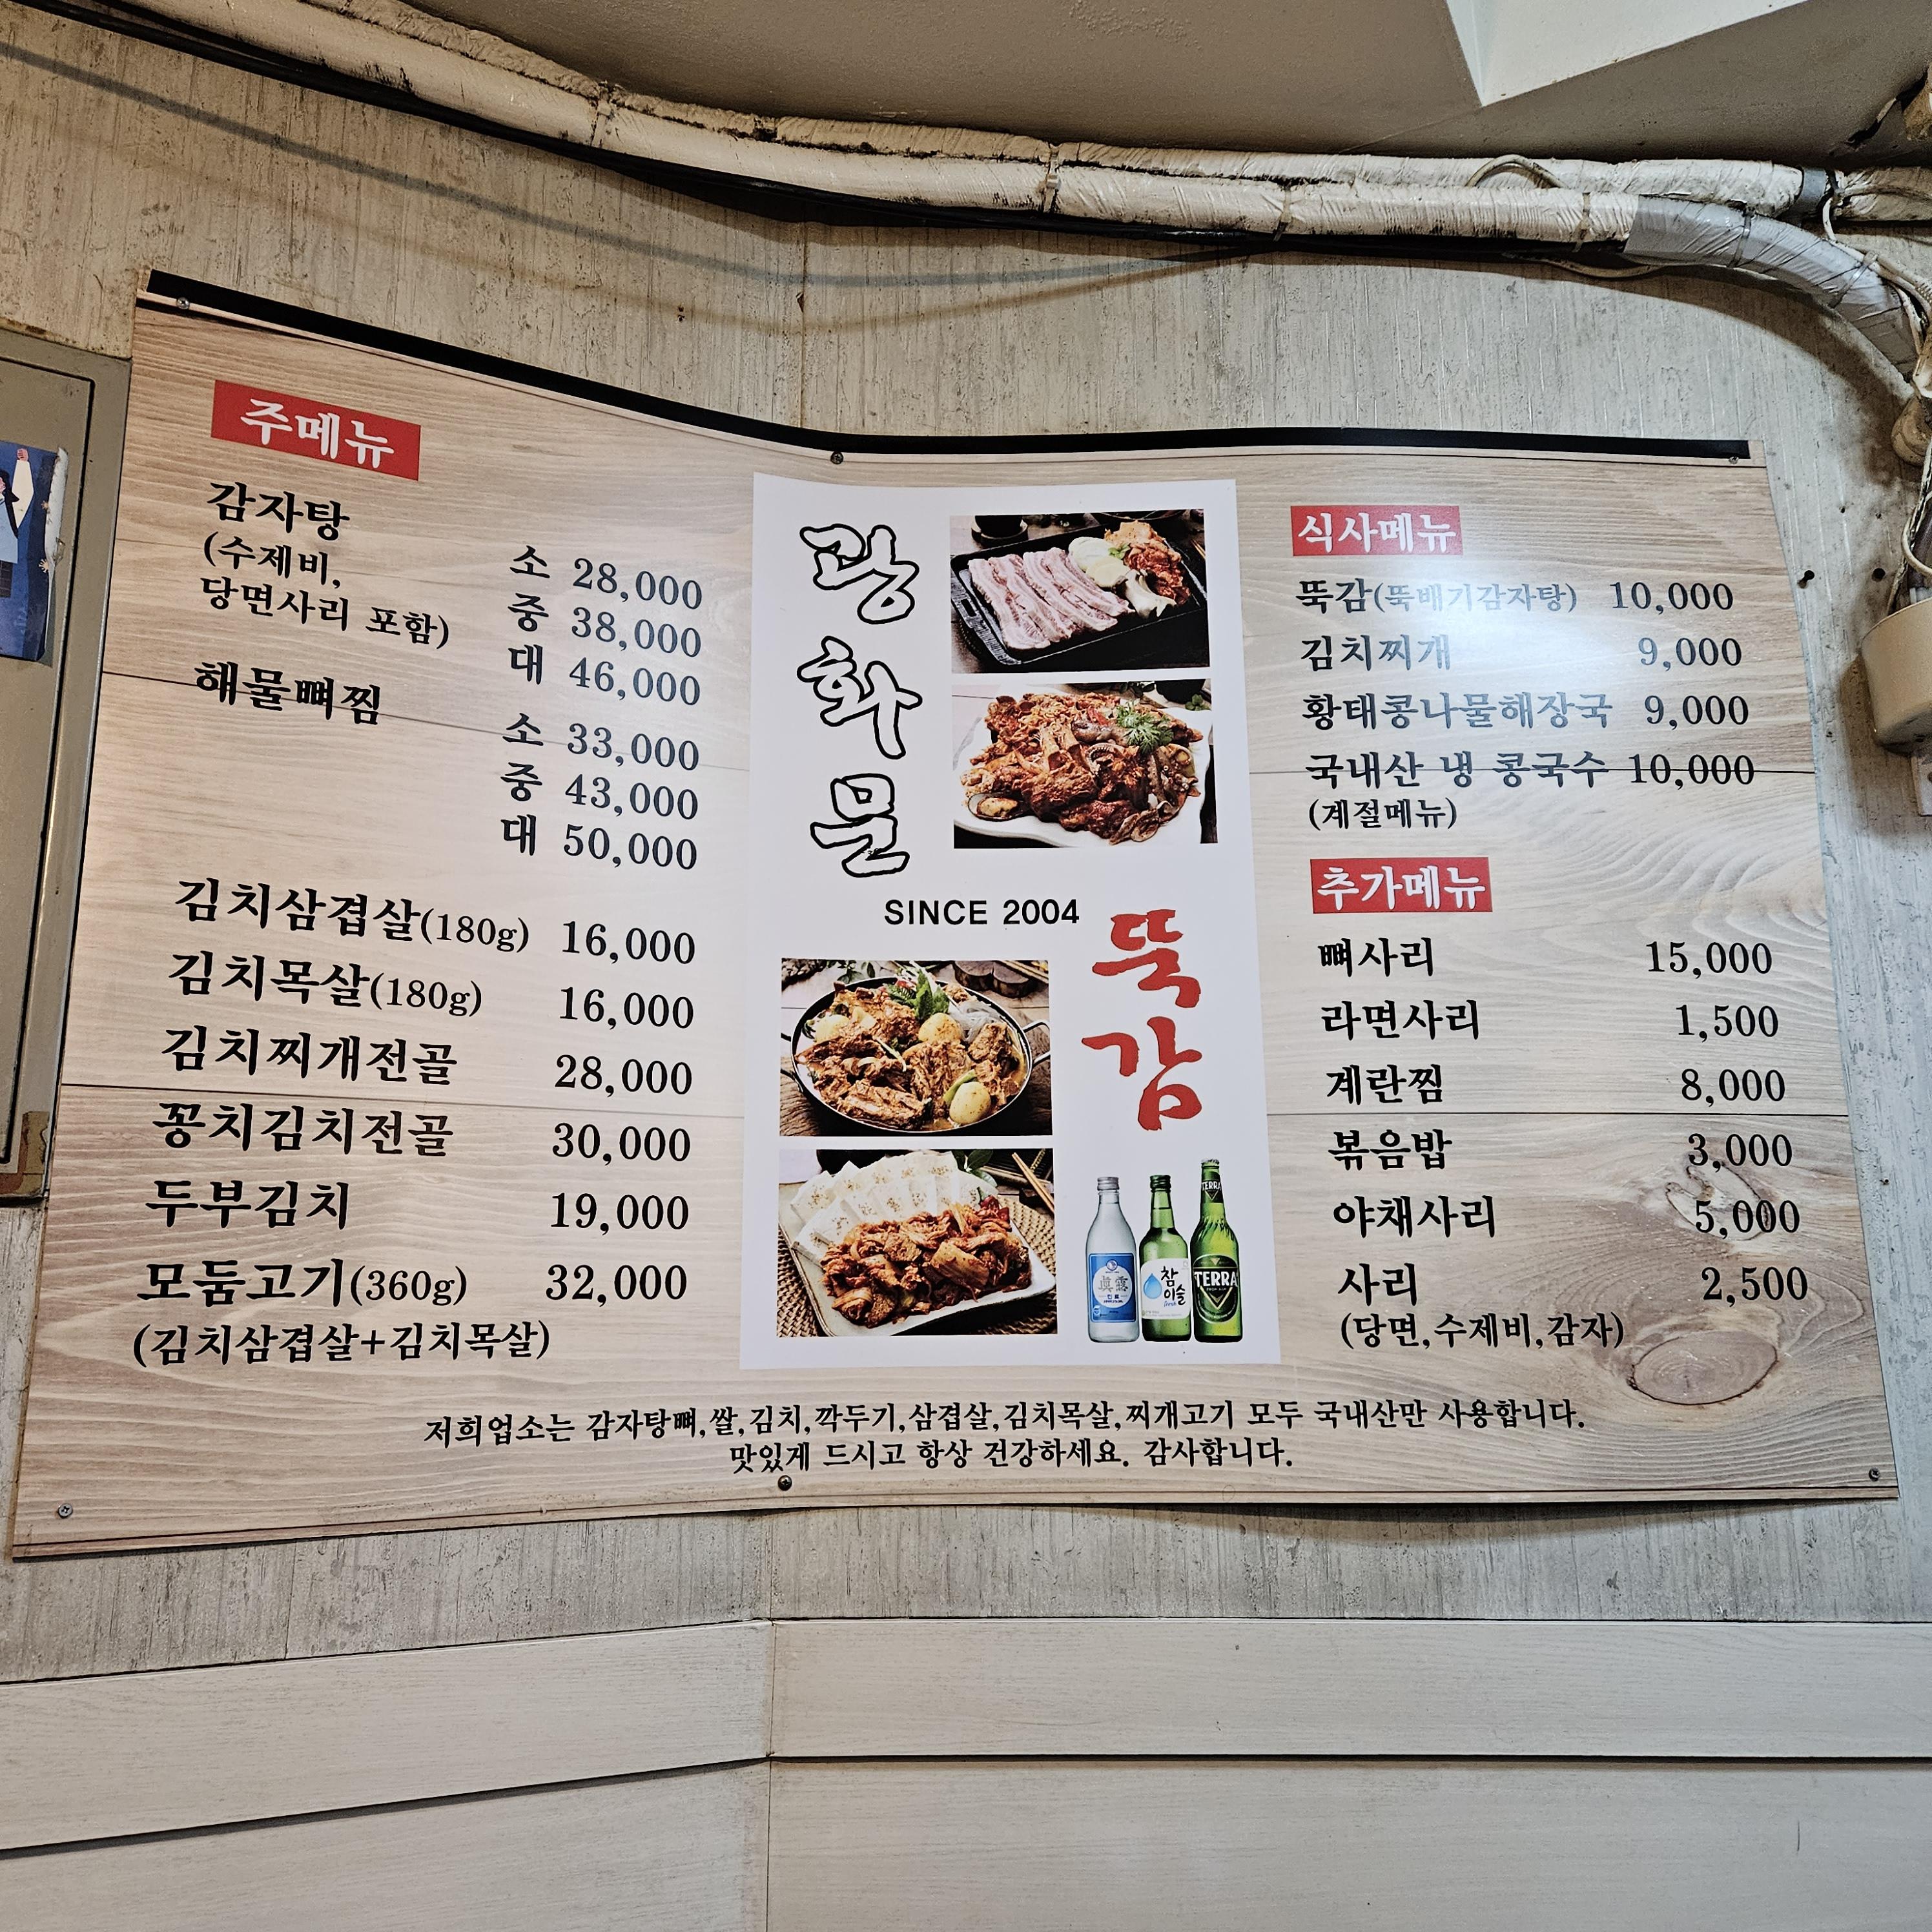 주메뉴
감자탕
(수제비,
당면사리 포함)
소 28,000
중 38,000
대 46,000
해물뼈찜
소 33,000
중 43,000
대 50,000
김치삼겹살(180g) 16,000
김치목살(180g) 16,000
김치찌개전골 28,000
꽁치김치전골 30,000
두부김치 19,000
모둠고기(360g) 32,000
(김치삼겹살+김치목살)
광
화
문
SINCE 2004
뚝
감
眞露
참
이슬
fresh
TERRA
TERRA
식사메뉴
뚝감(뚝배기감자탕) 10,000
김치찌개 9,000
황태콩나물해장국 9,000
국내산 냉 콩국수 10,000
(계절메뉴)
추가메뉴
뼈사리 15,000
라면사리 1,500
계란찜 8,000
볶음밥 3,000
야채사리 5,000
사리 2,500
(당면,수제비,감자)
저희업소는 감자탕뼈,쌀,김치,깍두기,삼겹살,김치목살,찌개고기 모두 국내산만 사용합니다.
맛있게 드시고 항상 건강하세요. 감사합니다.